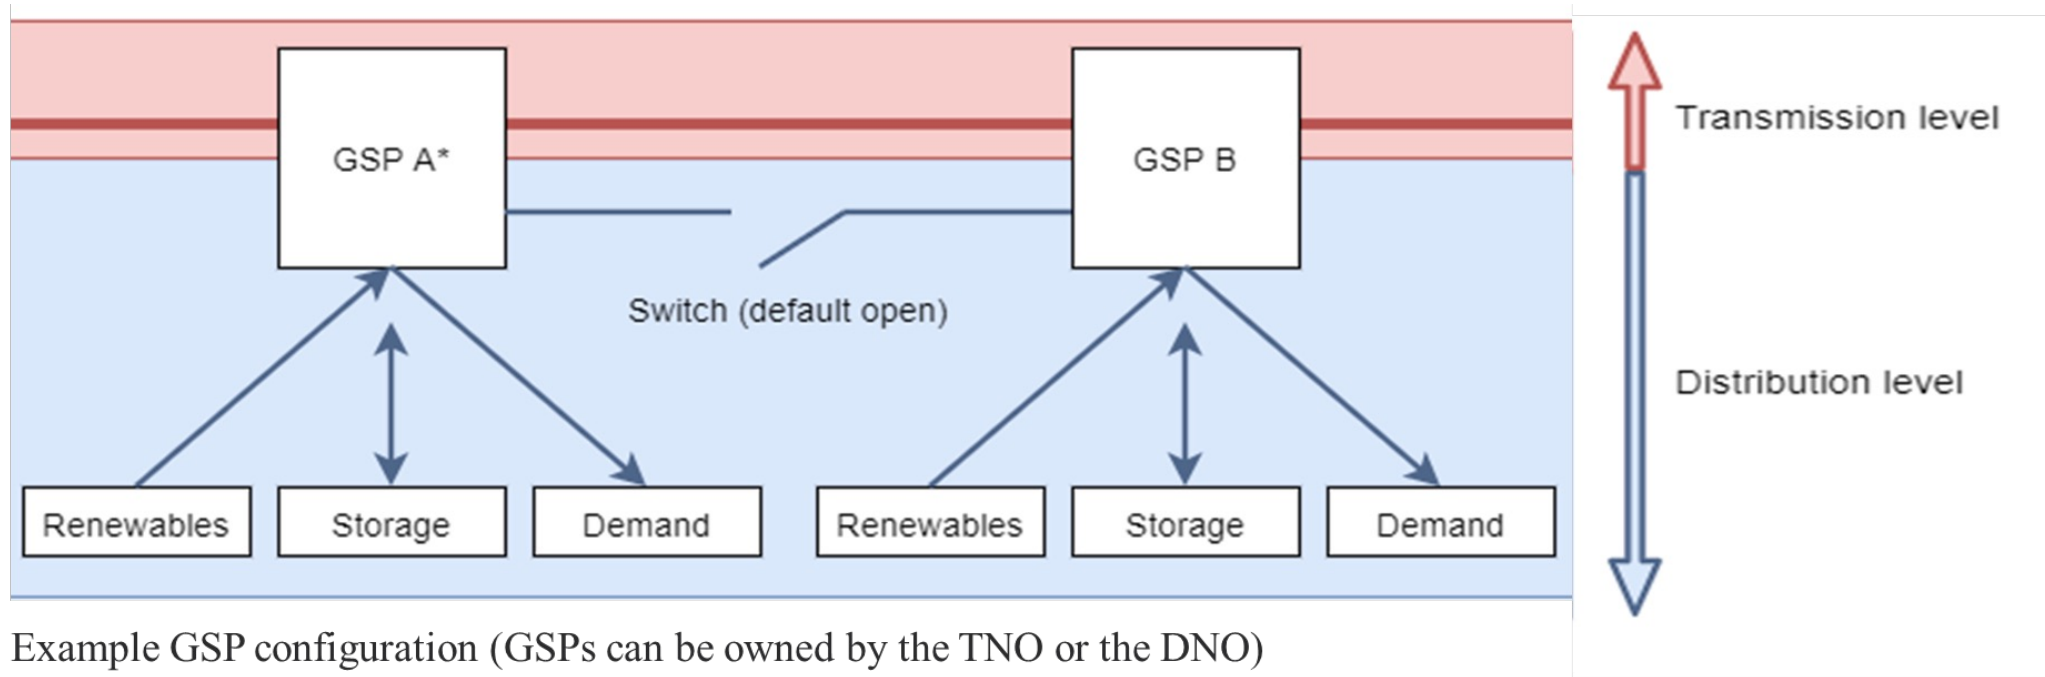 GSP A*
GSP B
Transmission level
Switch (default open)
Distribution level
Renewables
Storage
Demand
Renewables
Storage
Demand
Example GSP configuration (GSPs can be owned by the TNO or the DNO)